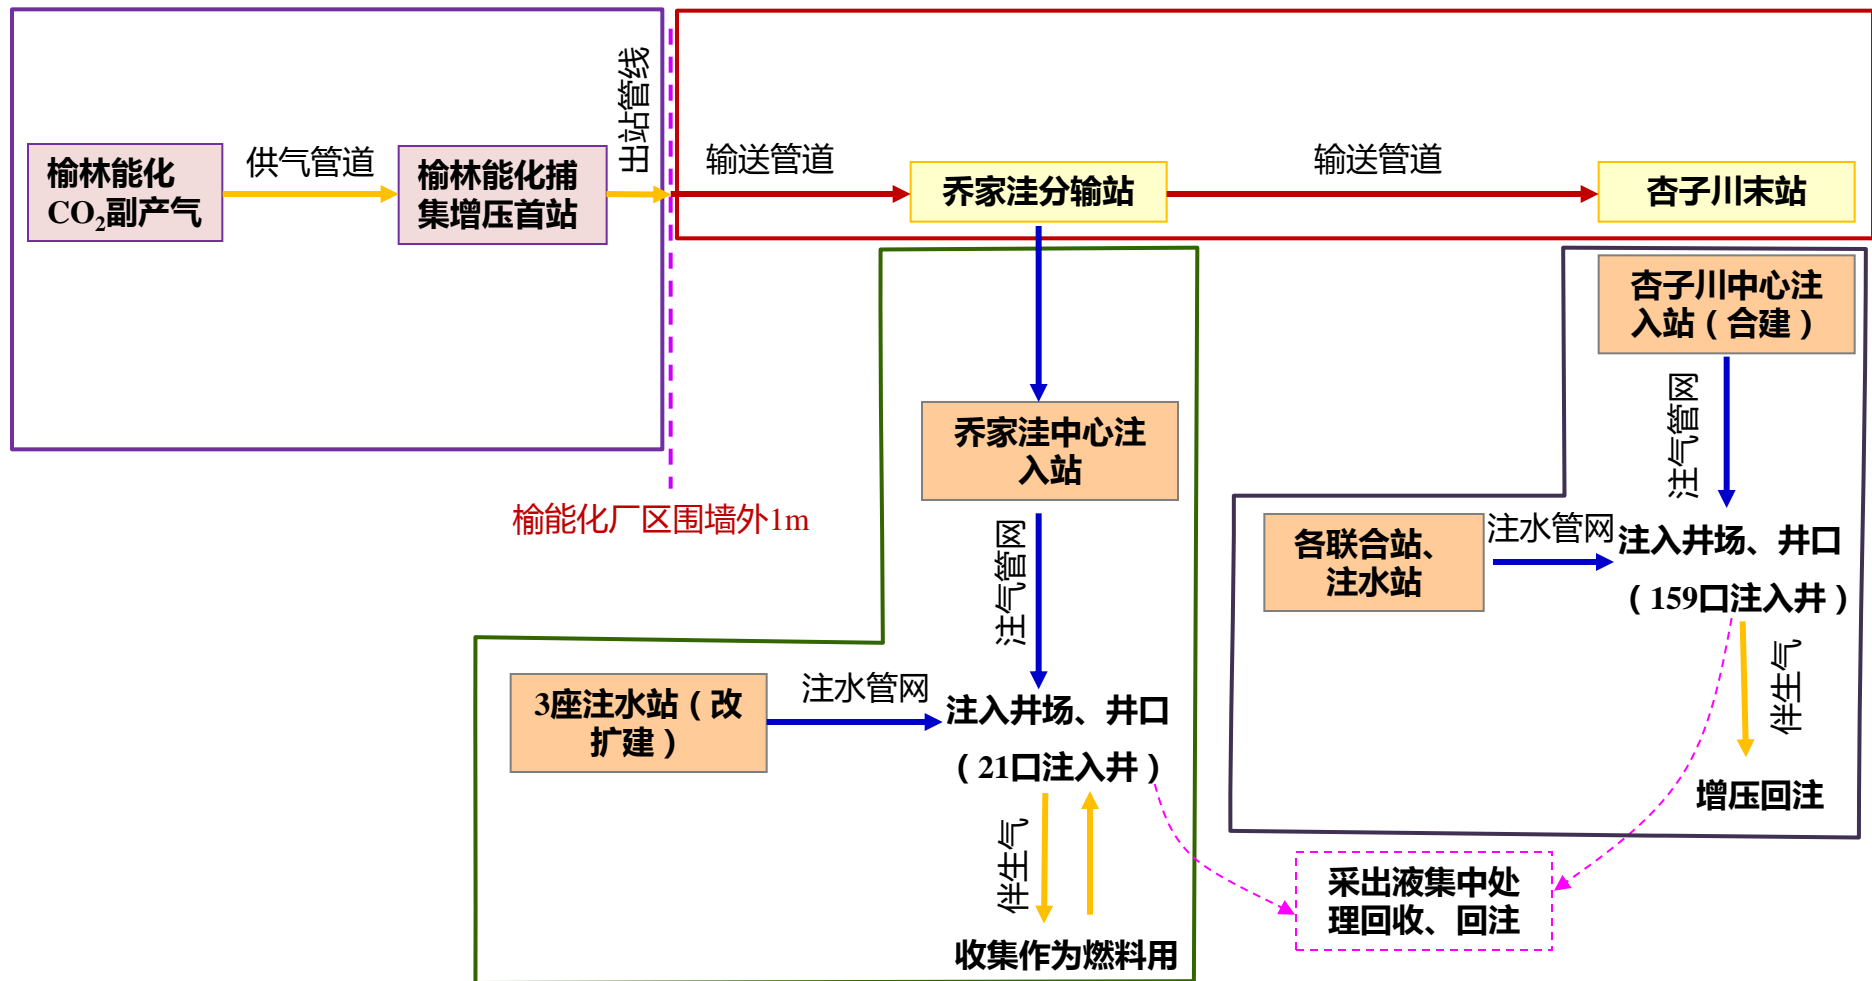 榆林能化
CO₂副产气
供气管道
榆林能化捕
集增压首站
出站管线
输送管道
乔家洼分输站
输送管道
杏子川末站
榆能化厂区围墙外1m
乔家洼中心注
入站
注气管网
3座注水站（改
扩建）
注水管网
注入井场、井口
（21口注入井）
伴生气
收集作为燃料用
杏子川中心注
入站（合建）
注气管网
各联合站、
注水站
注水管网
注入井场、井口
（159口注入井）
伴生气
增压回注
采出液集中处
理回收、回注